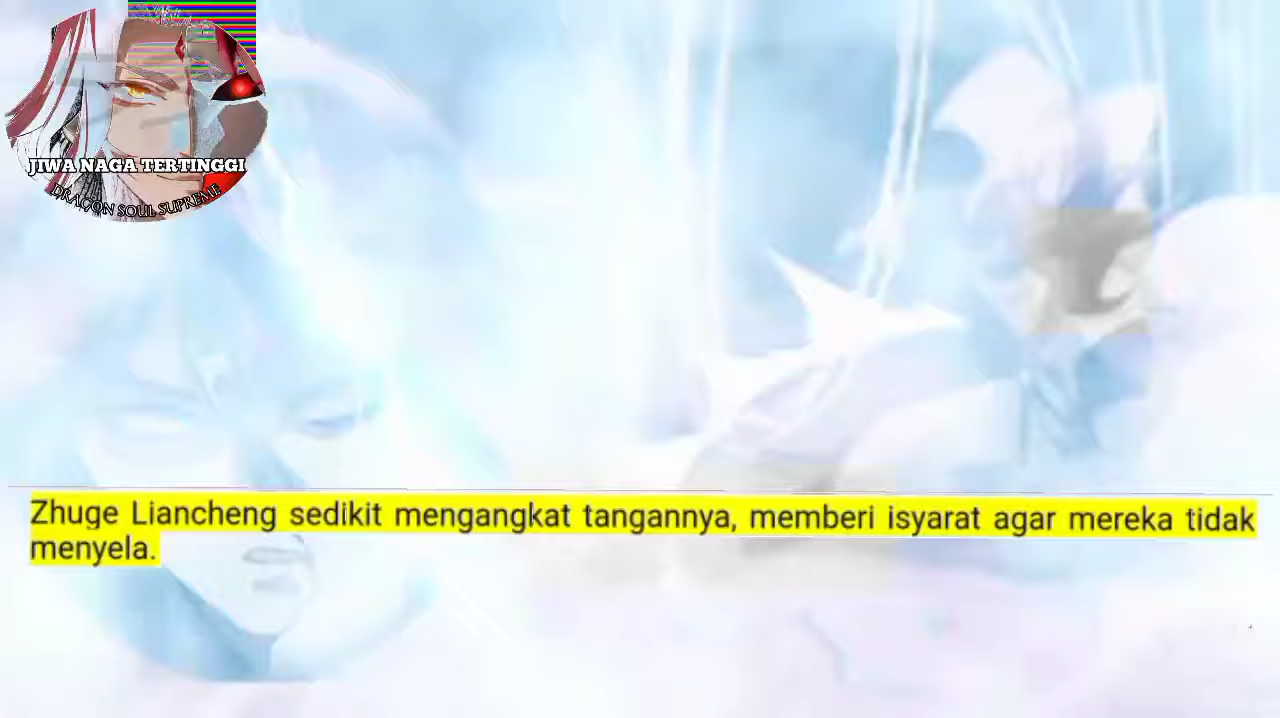 JIWA NAGA TERTINGGI
DRAGON SOUL SUPREME
Zhuge Liancheng sedikit mengangkat tangannya, memberi isyarat agar mereka tidak
menyela.